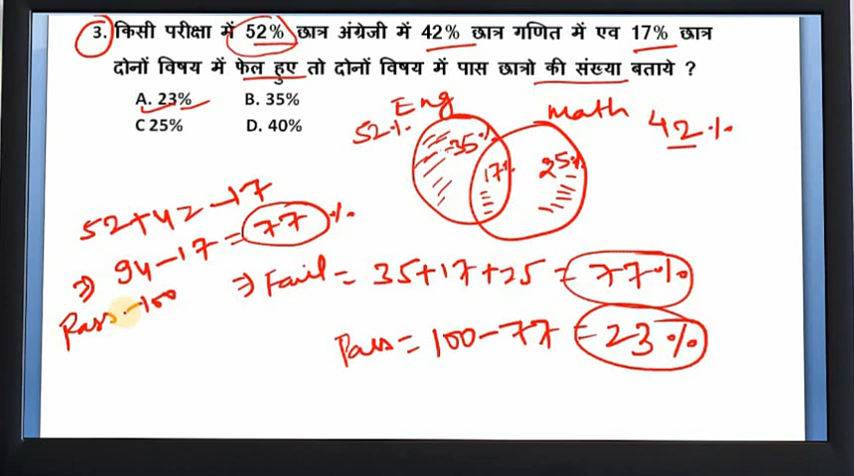 3. किसी परीक्षा में 52% छात्र अंग्रेजी में 42% छात्र गणित में एव 17% छात्र
दोनों विषय में फेल हुए तो दोनों विषय में पास छात्रो की संख्या बताये ?
A. 23% B. 35%
C 25% D. 40%
Eng math
52% 42%
35% 17% 25%
52+42-17
⇒ 94-17=77%
Pass-100
⇒ Fail = 35+17+25 = 77%
Pass = 100-77 = 23%